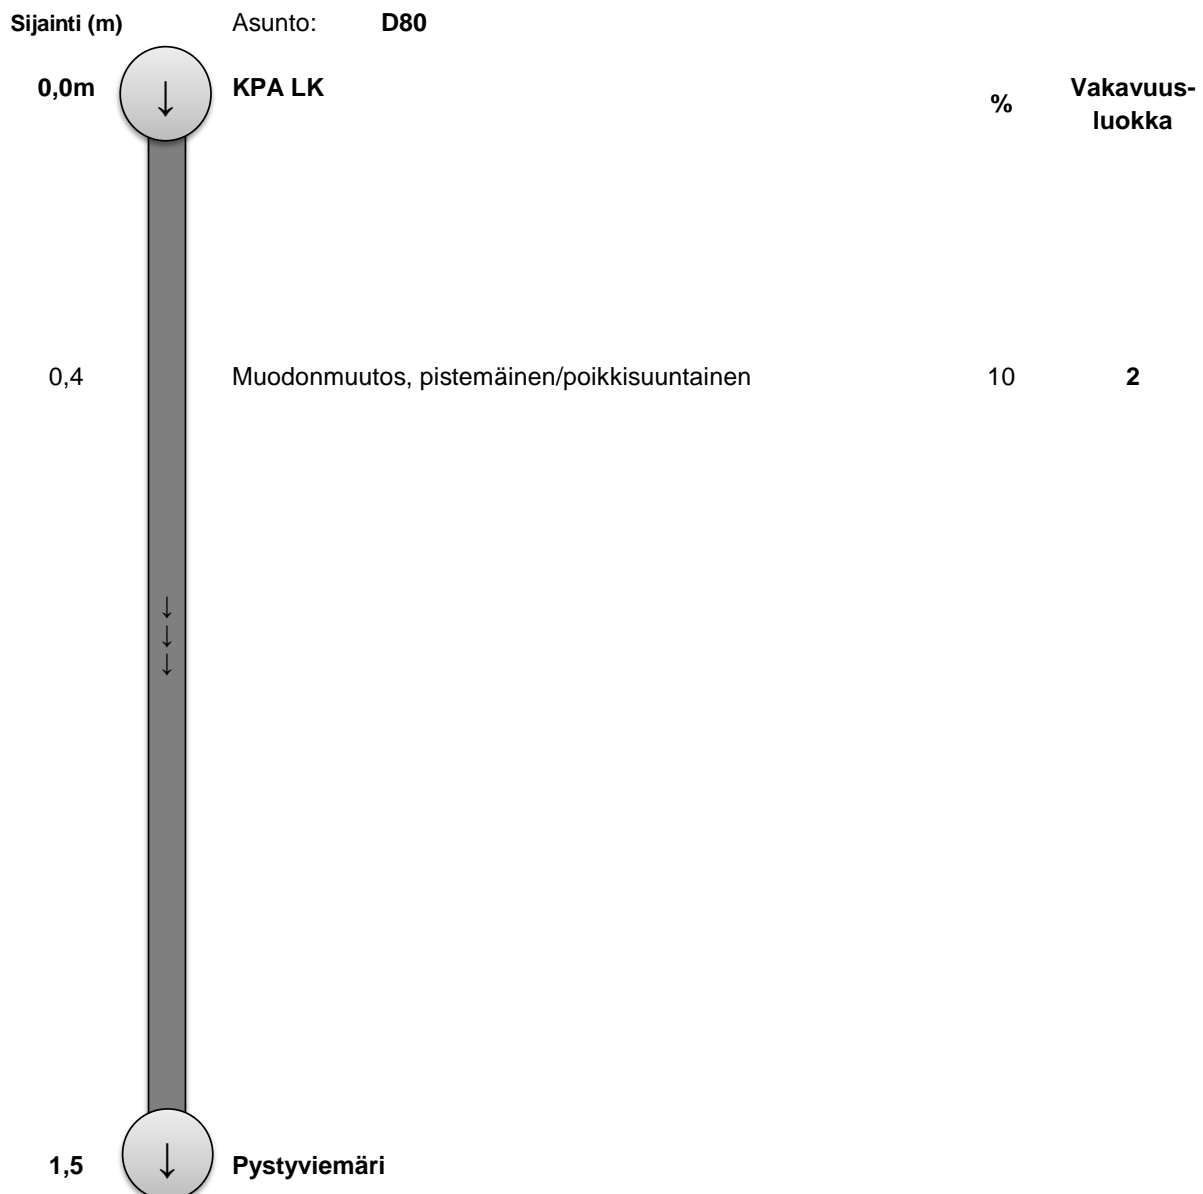 Sijainti (m) Asunto: D80
0,0m ↓ KPA LK % Vakavuus-
luokka
0,4 Muodonmuutos, pistemäinen/poikkisuuntainen 10 2
↓
↓
↓
1,5 ↓ Pystyviemäri